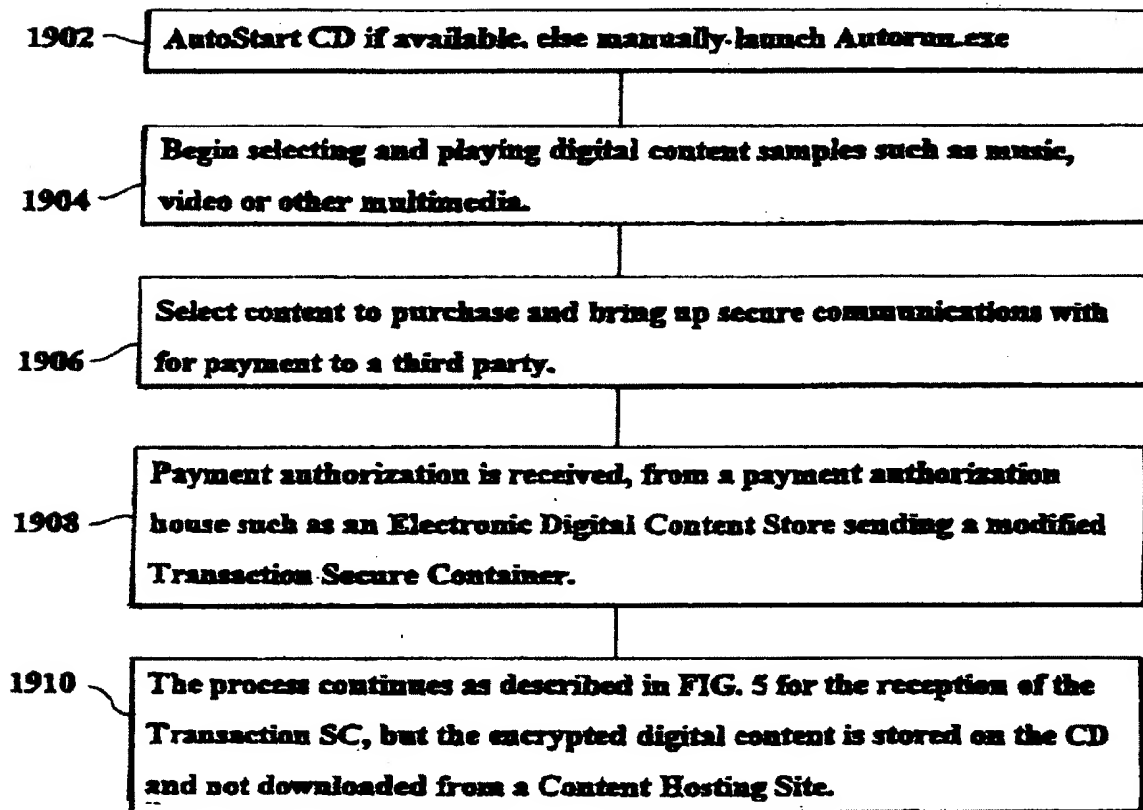 1902 AutoStart CD if available. else manually launch Autorun.exe
Begin selecting and playing digital content samples such as music,
1904 video or other multimedia.
Select content to purchase and bring up secure communications with
1906 for payment to a third party.
Payment authorization is received, from a payment authorization
1908 house such as an Electronic Digital Content Store sending a modified
Transaction Secure Container.
1910 The process continues as described in FIG. 5 for the reception of the
Transaction SC, but the encrypted digital content is stored on the CD
and not downloaded from a Content Hosting Site.